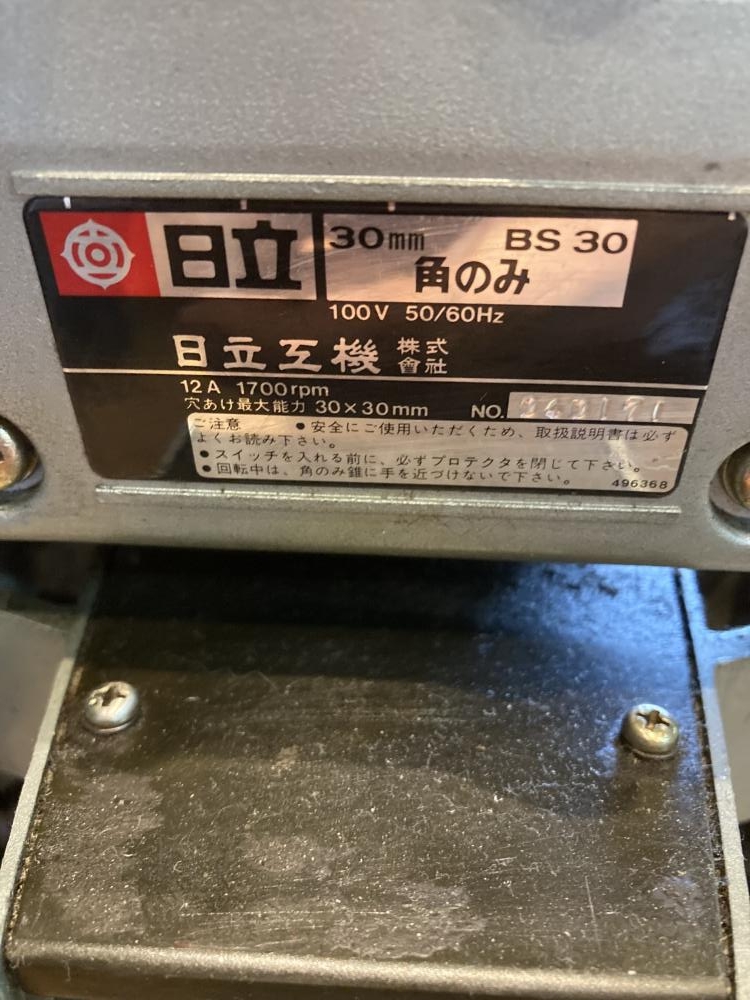 日立
30mm BS 30
角のみ
100V 50/60Hz
日立工機株式會社
12A 1700rpm
穴あけ最大能力 30×30mm NO.
ご注意 ●安全にご使用いただくため、取扱説明書は必ず
よくお読み下さい。
●スイッチを入れる前に、必ずプロテクタを閉じて下さい。
●回転中は、角のみ錐に手を近づけないで下さい。
496368